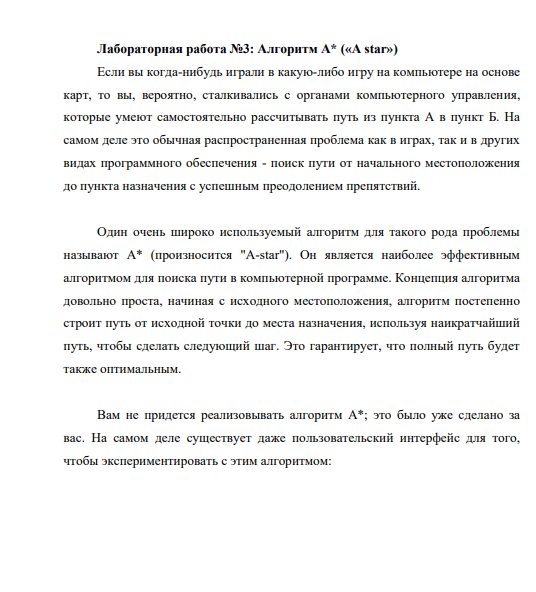 Лабораторная работа №3: Алгоритм A* («A star»)
Если вы когда-нибудь играли в какую-либо игру на компьютере на основе
карт, то вы, вероятно, сталкивались с органами компьютерного управления,
которые умеют самостоятельно рассчитывать путь из пункта А в пункт Б. На
самом деле это обычная распространенная проблема как в играх, так и в других
видах программного обеспечения - поиск пути от начального местоположения
до пункта назначения с успешным преодолением препятствий.
Один очень широко используемый алгоритм для такого рода проблемы
называют A* (произносится "A-star"). Он является наиболее эффективным
алгоритмом для поиска пути в компьютерной программе. Концепция алгоритма
довольно проста, начиная с исходного местоположения, алгоритм постепенно
строит путь от исходной точки до места назначения, используя наикратчайший
путь, чтобы сделать следующий шаг. Это гарантирует, что полный путь будет
также оптимальным.
Вам не придется реализовывать алгоритм A*; это было уже сделано за
вас. На самом деле существует даже пользовательский интерфейс для того,
чтобы экспериментировать с этим алгоритмом: